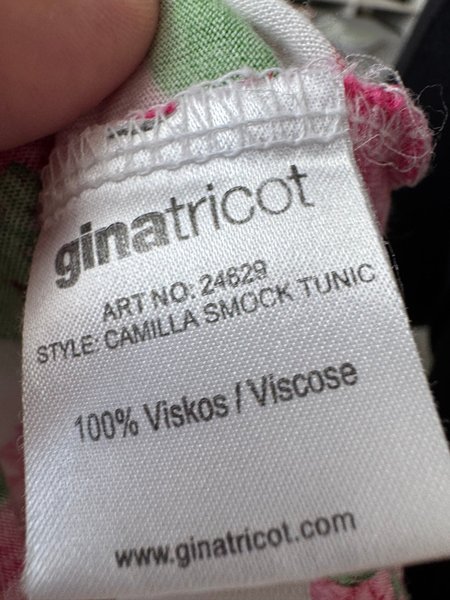 ginatricot
ART NO: 24629
STYLE: CAMILLA SMOCK TUNIC
100% Viskos / Viscose
www.ginatricot.com